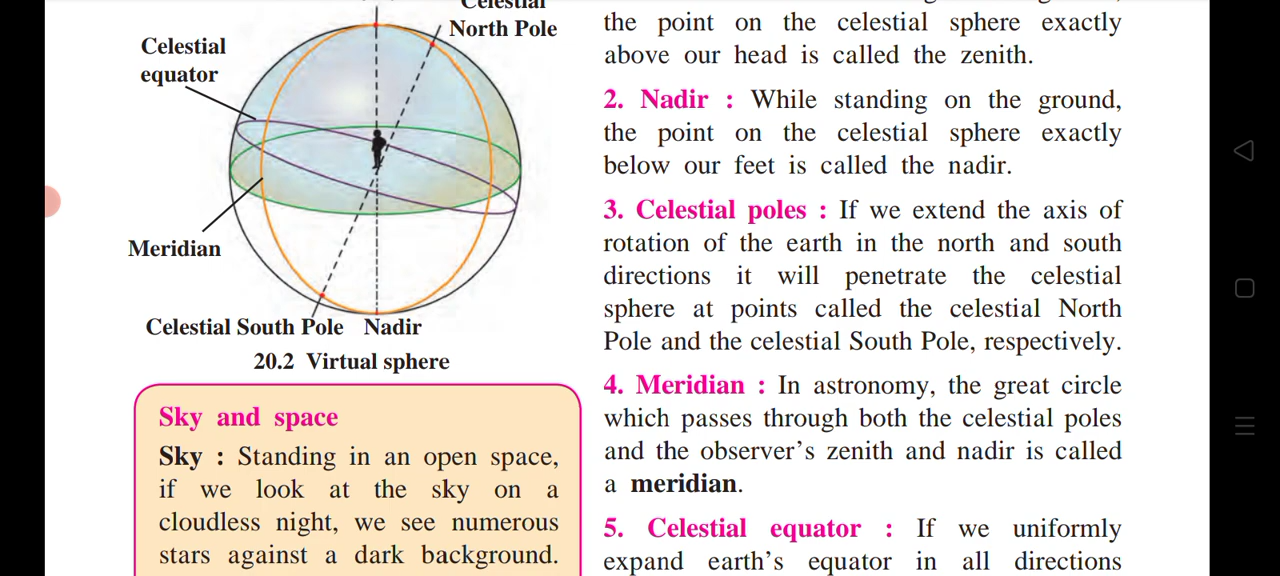 Celestial
North Pole
Celestial
equator
Meridian
Celestial South Pole Nadir
20.2 Virtual sphere
Sky and space
Sky : Standing in an open space,
if we look at the sky on a
cloudless night, we see numerous
stars against a dark background.
the point on the celestial sphere exactly
above our head is called the zenith.
2. Nadir : While standing on the ground,
the point on the celestial sphere exactly
below our feet is called the nadir.
3. Celestial poles : If we extend the axis of
rotation of the earth in the north and south
directions it will penetrate the celestial
sphere at points called the celestial North
Pole and the celestial South Pole, respectively.
4. Meridian : In astronomy, the great circle
which passes through both the celestial poles
and the observer's zenith and nadir is called
a meridian.
5. Celestial equator : If we uniformly
expand earth's equator in all directions